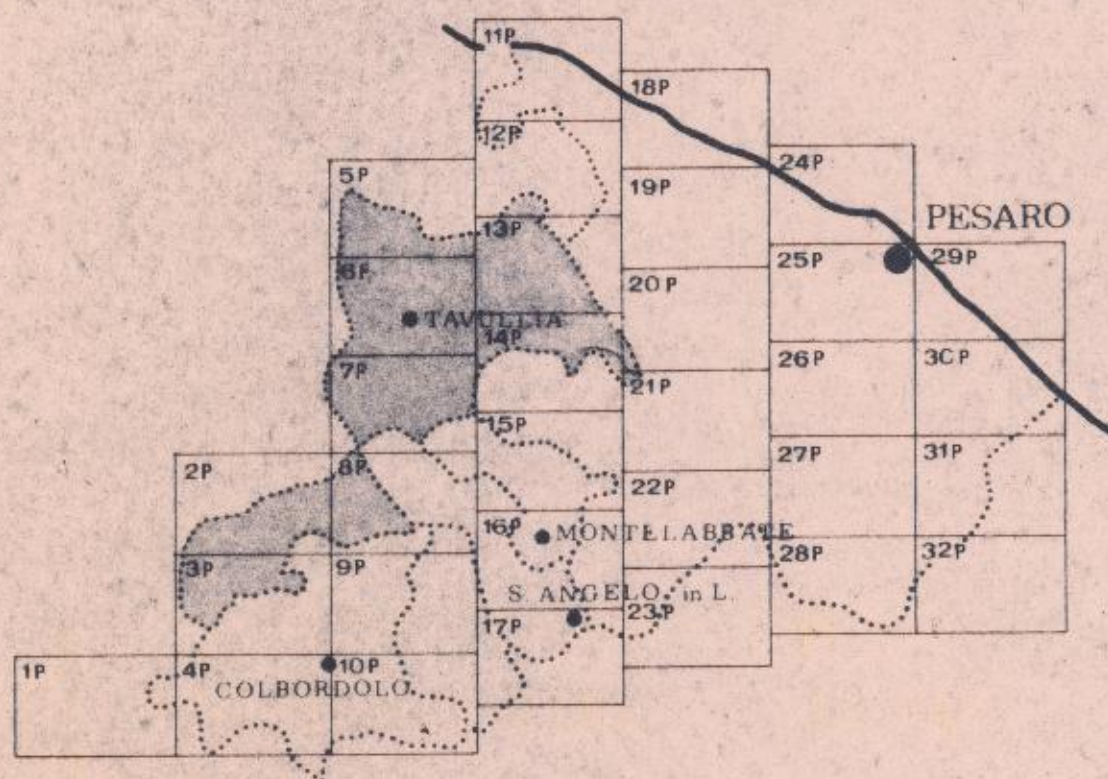 11P
18P
12P
24P
5P
19P
PESARO
13P
25P
29P
6P
20P
TAVULLIA
14P
26P
30P
7P
21P
15P
27P
31P
2P
8P
22P
16P
MONTELABBATE
28P
32P
3P
9P
S. ANGELO in L.
17P
23P
1P
4P
10P
COLBORDOLO